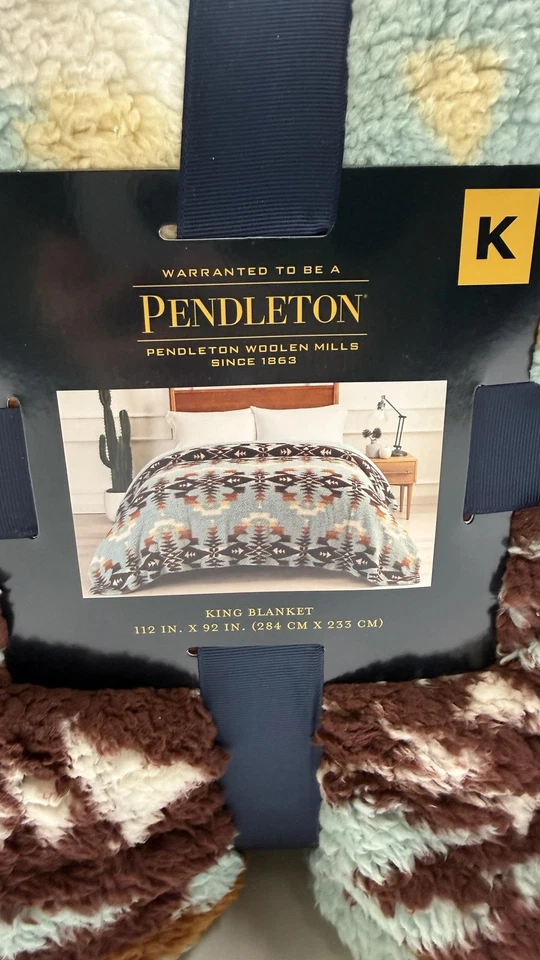 K
WARRANTED TO BE A
PENDLETON®
PENDLETON WOOLEN MILLS
SINCE 1863
KING BLANKET
112 IN. X 92 IN. (284 CM X 233 CM)